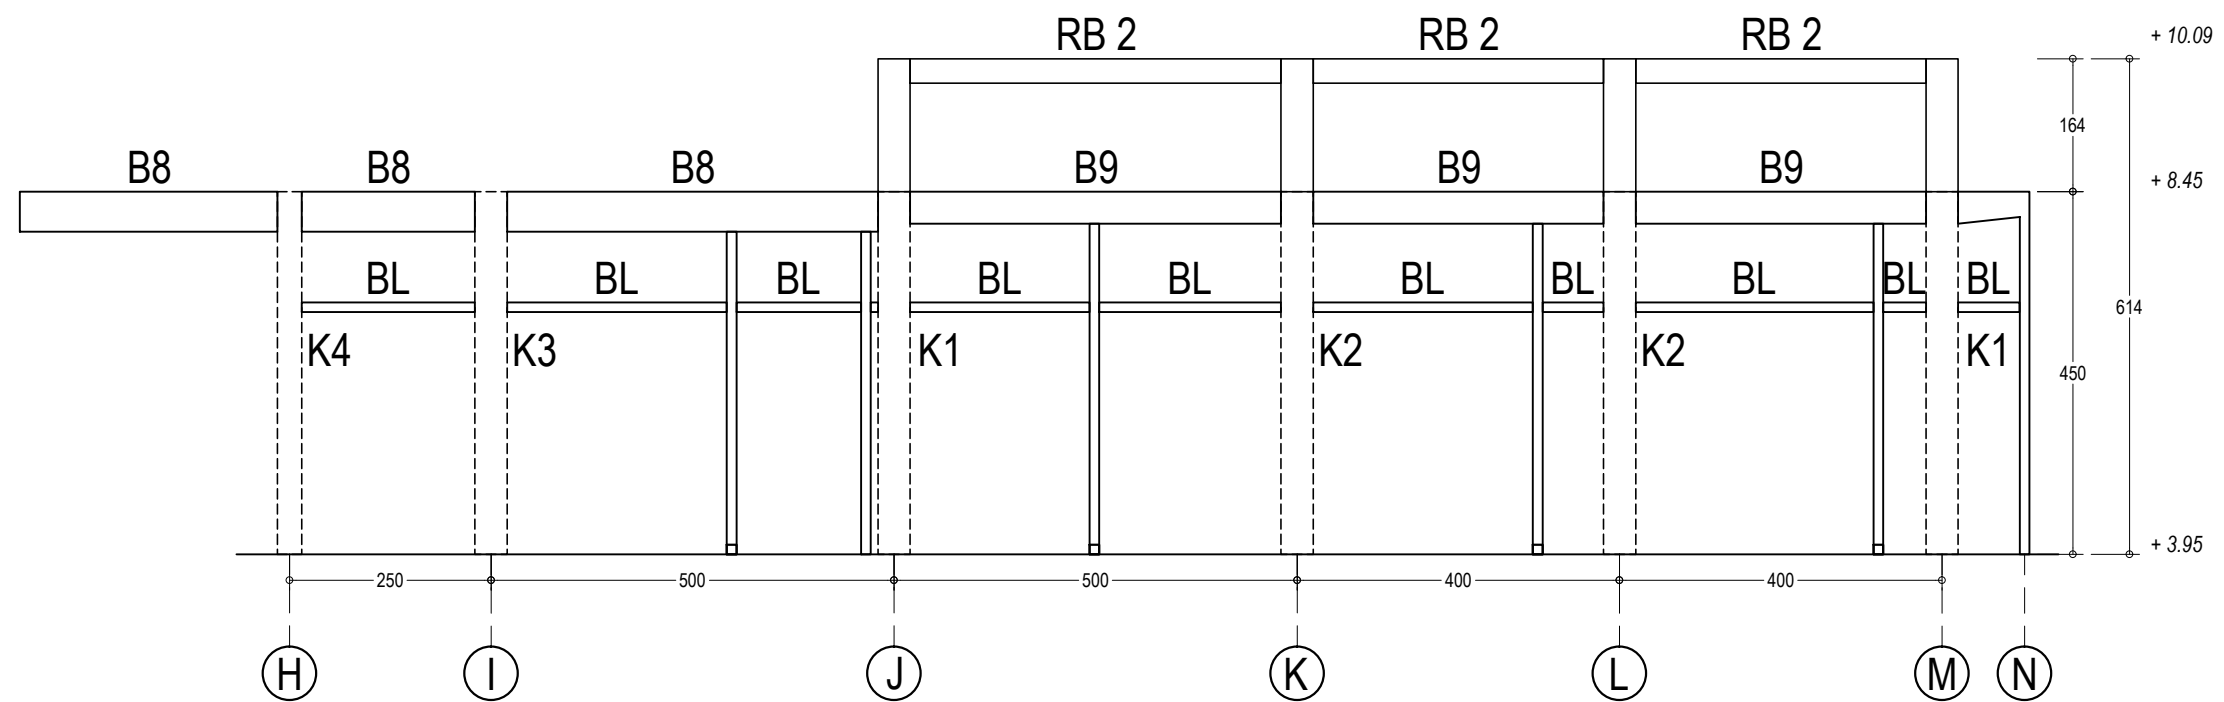 RB 2 RB 2 RB 2 + 10.09
164
B8 B8 B8 B9 B9 B9 + 8.45
BL BL BL BL BL BL BL BL BL BL
614
K4 K3 K1 K2 K2 K1
450
+ 3.95
250 500 500 400 400
H I J K L M N